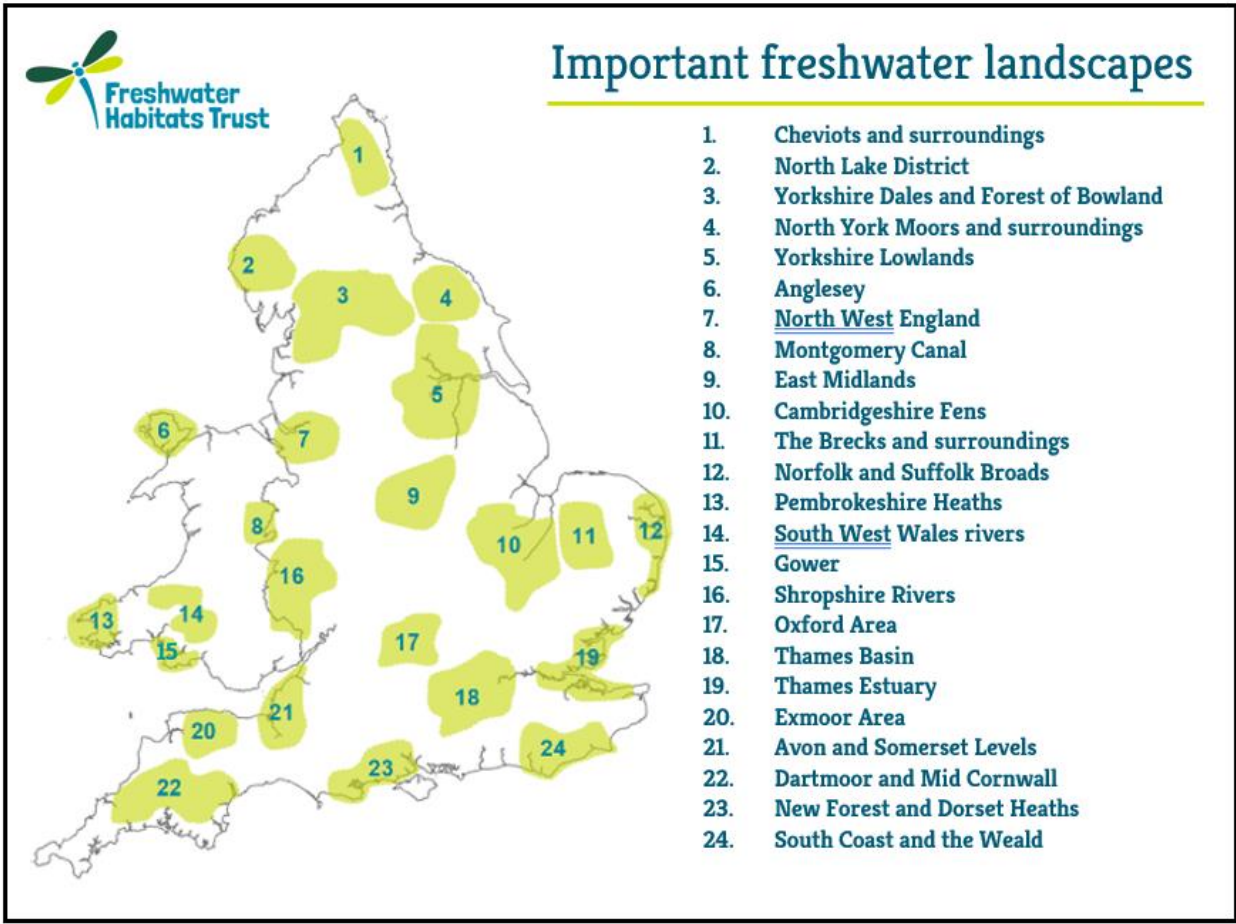 Freshwater
Habitats Trust
Important freshwater landscapes
1. Cheviots and surroundings
2. North Lake District
3. Yorkshire Dales and Forest of Bowland
4. North York Moors and surroundings
5. Yorkshire Lowlands
6. Anglesey
7. North West England
8. Montgomery Canal
9. East Midlands
10. Cambridgeshire Fens
11. The Brecks and surroundings
12. Norfolk and Suffolk Broads
13. Pembrokeshire Heaths
14. South West Wales rivers
15. Gower
16. Shropshire Rivers
17. Oxford Area
18. Thames Basin
19. Thames Estuary
20. Exmoor Area
21. Avon and Somerset Levels
22. Dartmoor and Mid Cornwall
23. New Forest and Dorset Heaths
24. South Coast and the Weald
1
2
3
4
5
6
7
8
9
10
11
12
13
14
15
16
17
18
19
20
21
22
23
24